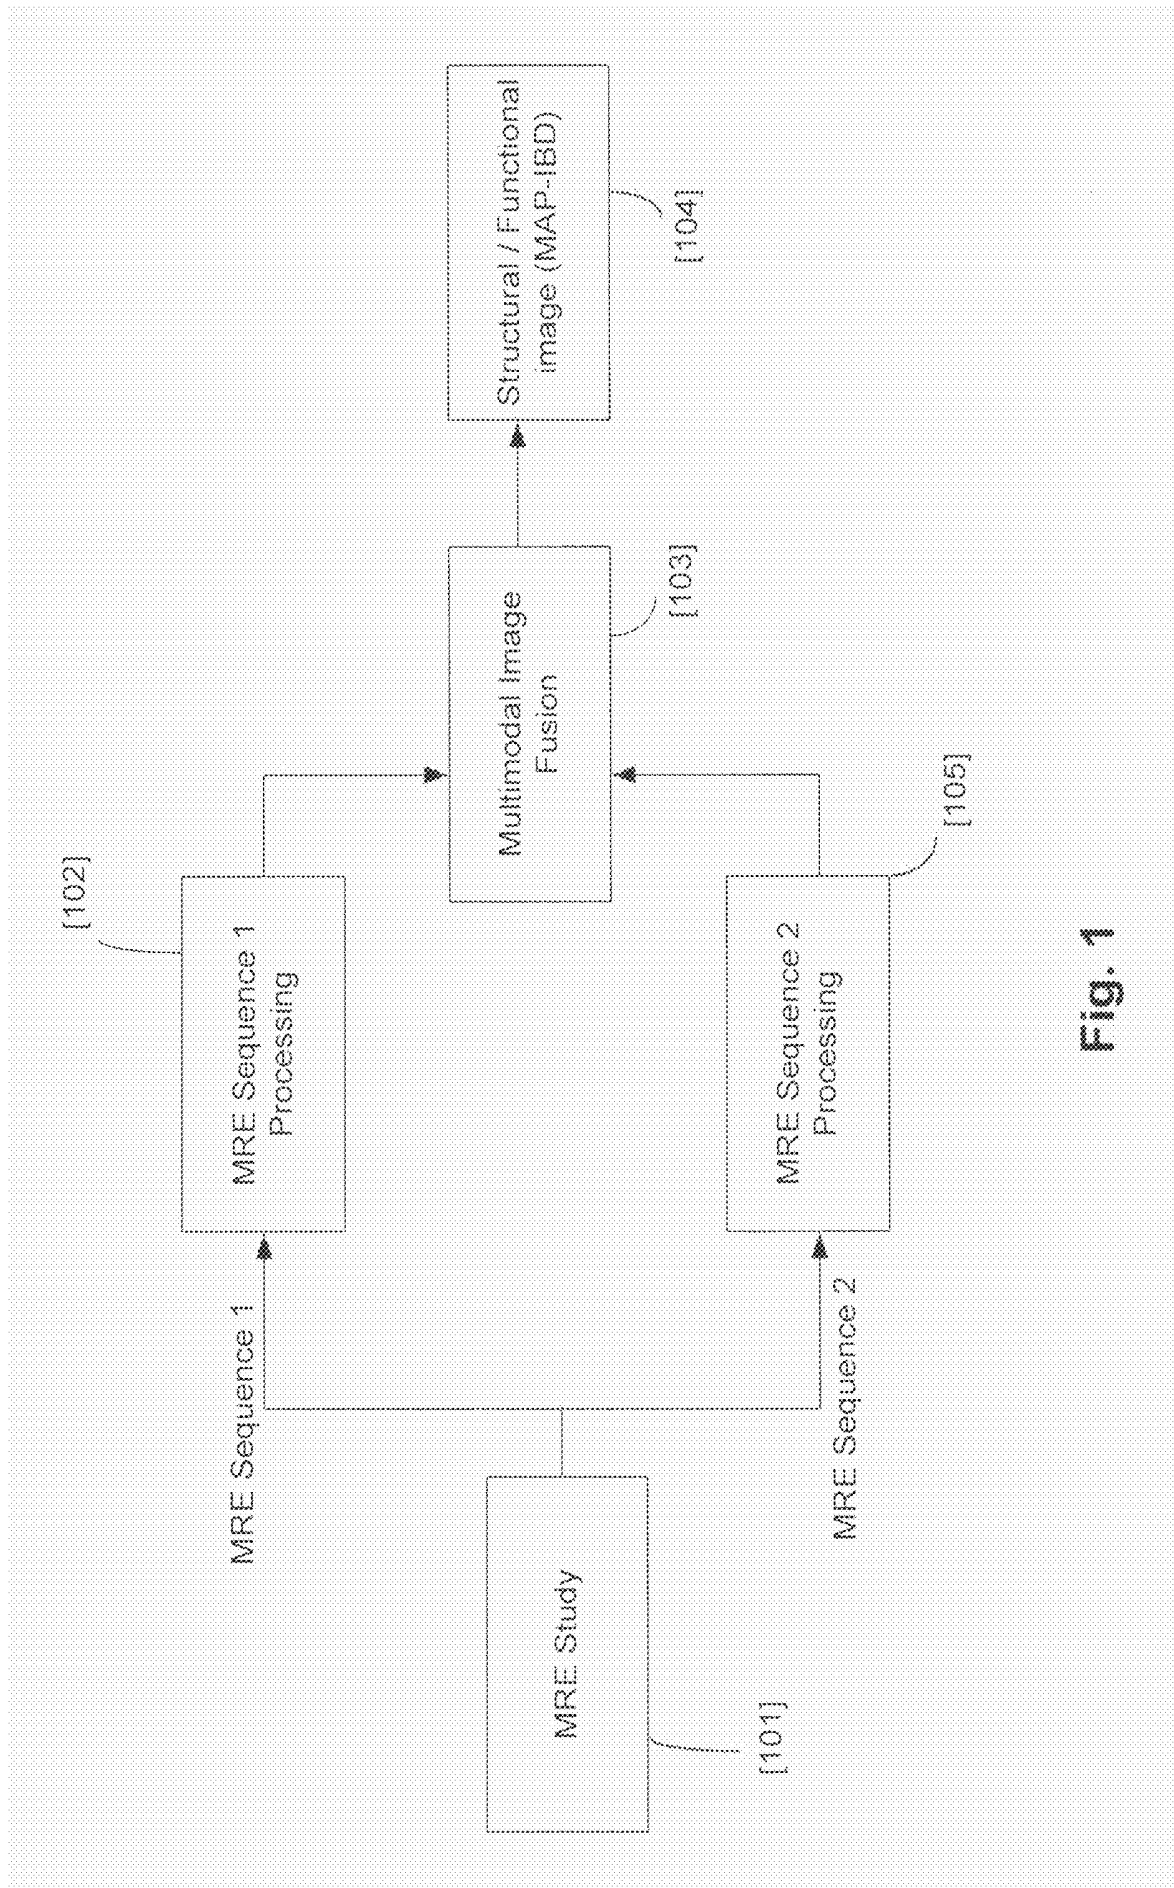 MRE Study
[101]
MRE Sequence 1
MRE Sequence 2
MRE Sequence 1
Processing
[102]
MRE Sequence 2
Processing
[105]
Multimodal Image
Fusion
[103]
Structural / Functional
image (MAP-IBD)
[104]
Fig. 1